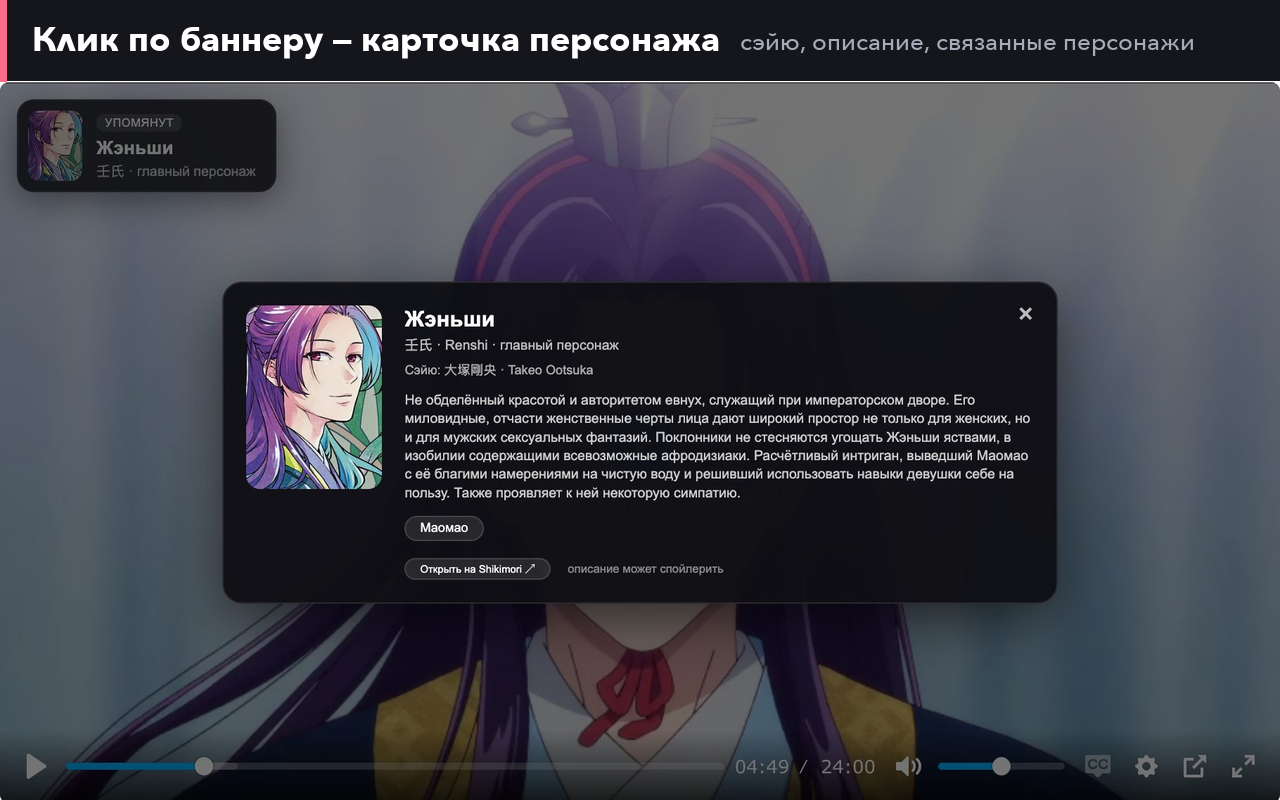 Клик по баннеру — карточка персонажа сэйю, описание, связанные персонажи
УПОМЯНУТ
Жэньши
壬氏 · главный персонаж
Жэньши
壬氏 · Renshi · главный персонаж
Сэйю: 大塚剛央 · Takeo Ootsuka
Не обделённый красотой и авторитетом евнух, служащий при императорском дворе. Его
миловидные, отчасти женственные черты лица дают широкий простор не только для женских, но
и для мужских сексуальных фантазий. Поклонники не стесняются угощать Жэньши яствами, в
изобилии содержащими всевозможные афродизиаки. Расчётливый интриган, выведший Маомао
с её благими намерениями на чистую воду и решивший использовать навыки девушки себе на
пользу. Также проявляет к ней некоторую симпатию.
Маомао
Открыть на Shikimori ↗ описание может спойлерить
04:49 / 24:00 CC